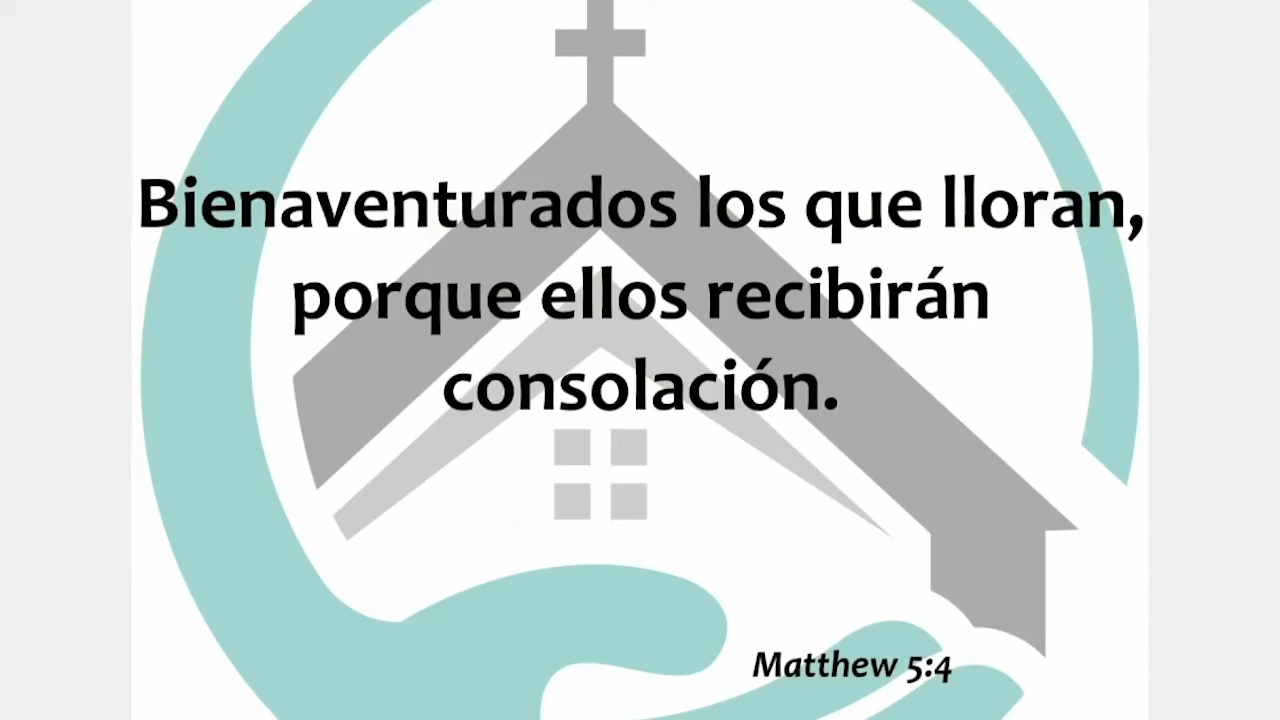 Bienaventurados los que lloran,
porque ellos recibirán
consolación.
Matthew 5:4